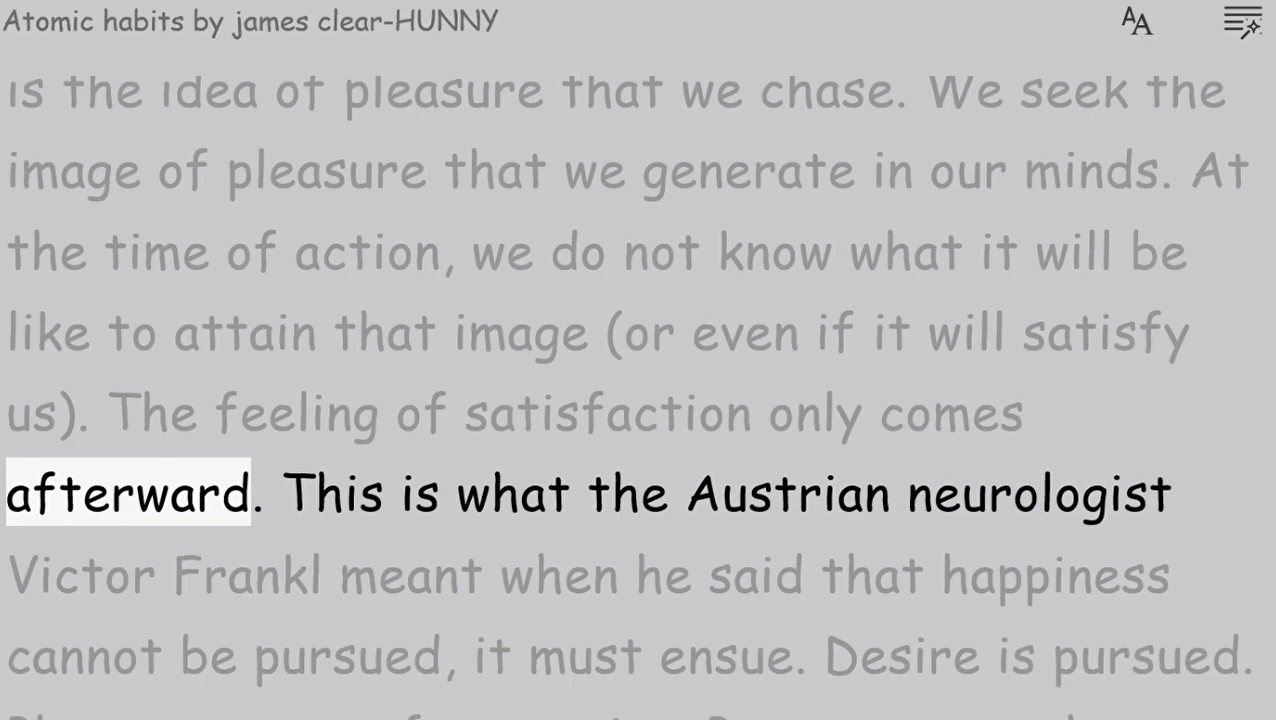 Atomic habits by james clear-HUNNY
is the idea of pleasure that we chase. We seek the
image of pleasure that we generate in our minds. At
the time of action, we do not know what it will be
like to attain that image (or even if it will satisfy
us). The feeling of satisfaction only comes
afterward. This is what the Austrian neurologist
Victor Frankl meant when he said that happiness
cannot be pursued, it must ensue. Desire is pursued.